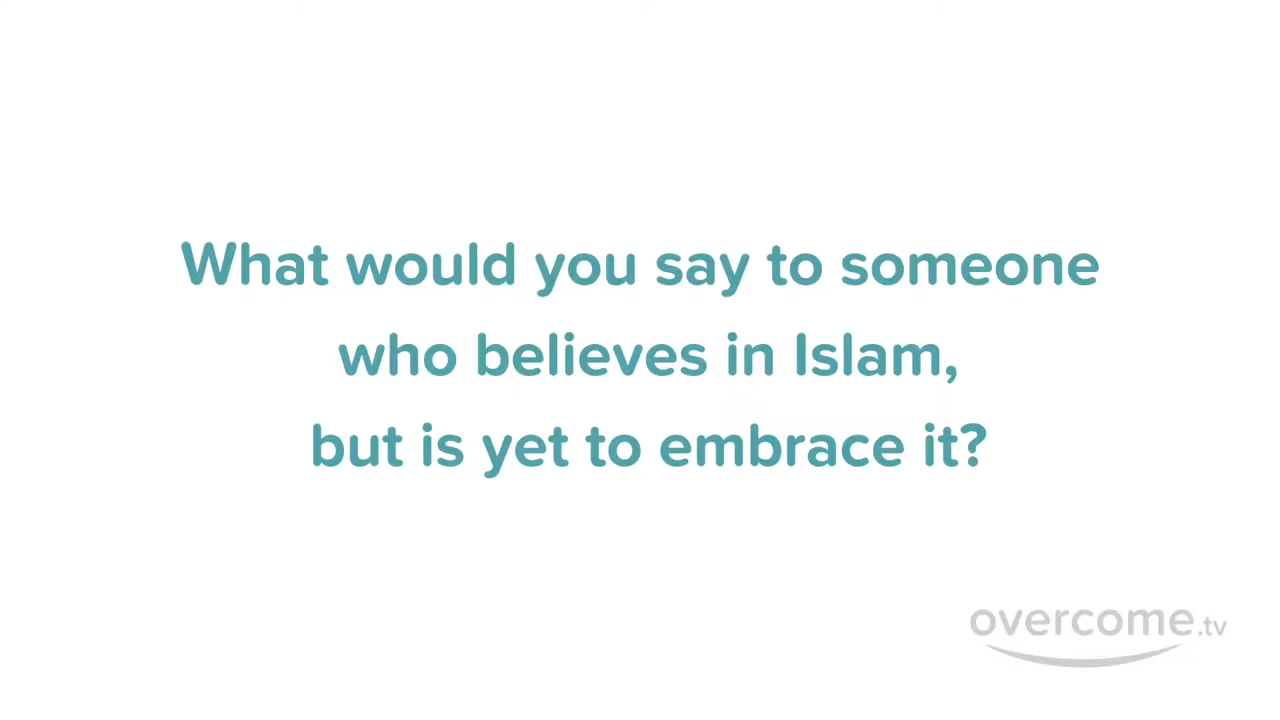 What would you say to someone
who believes in Islam,
but is yet to embrace it?
overcome.tv